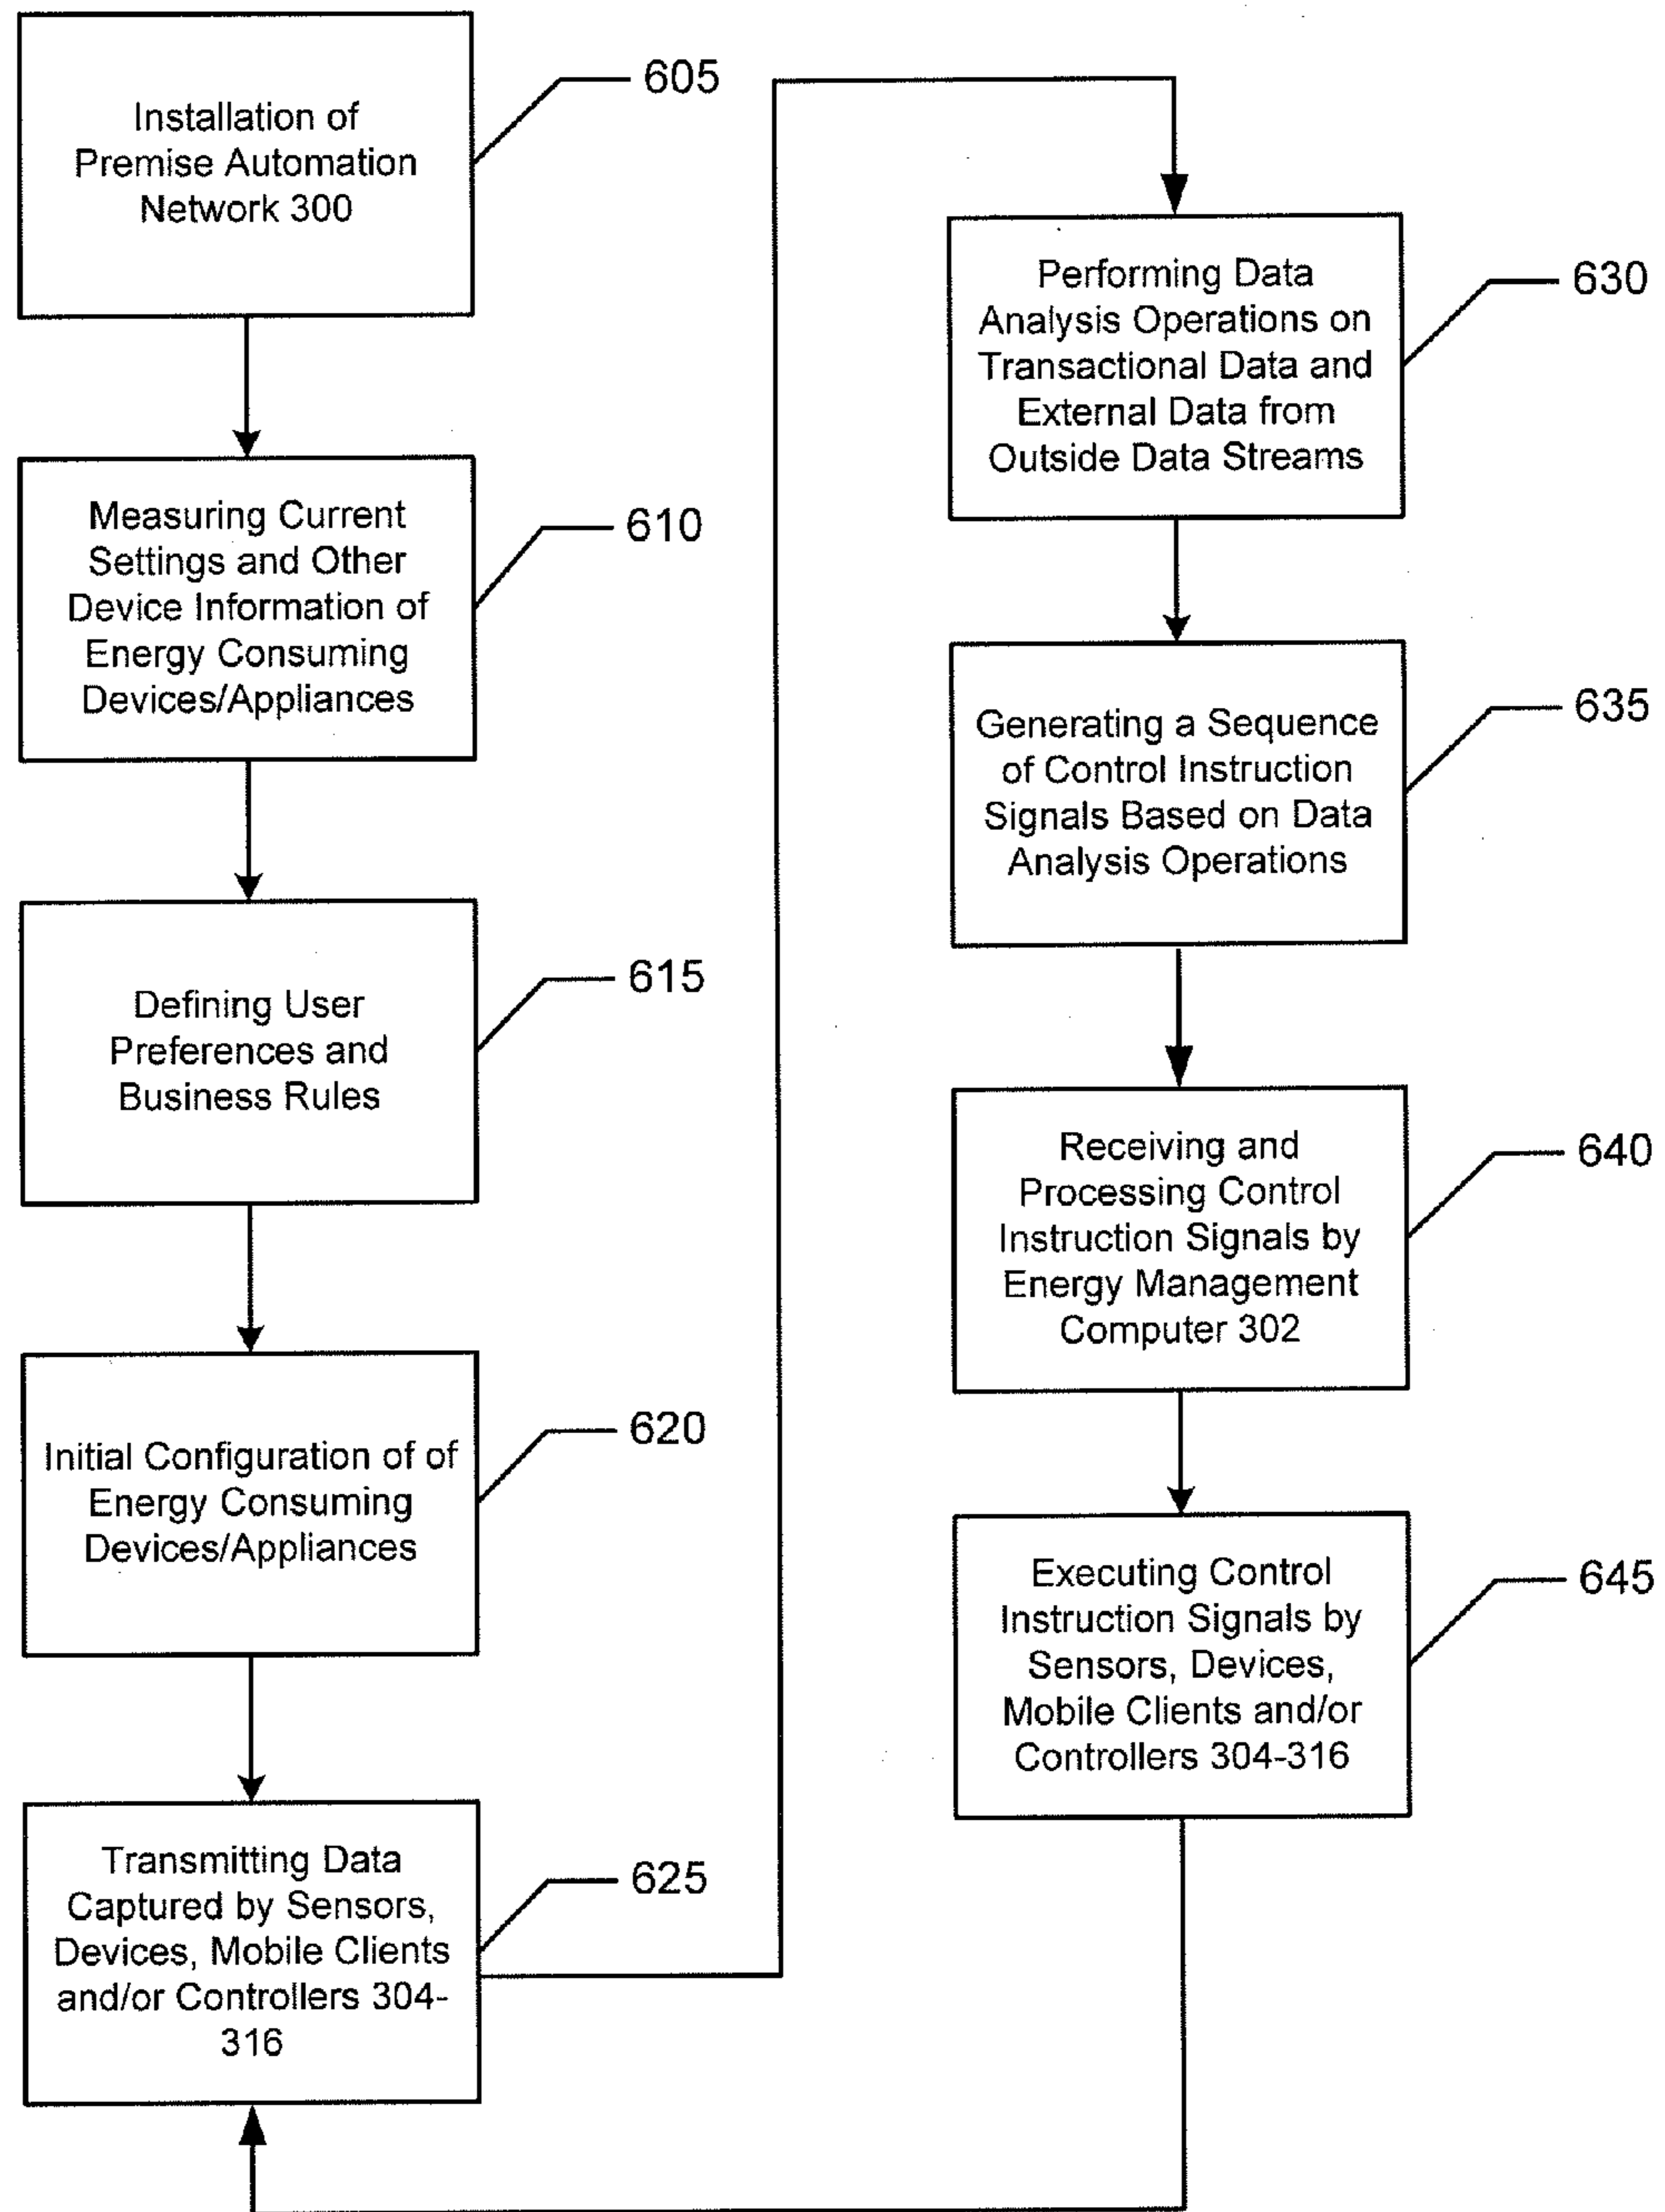 Installation of
Premise Automation
Network 300
605
Measuring Current
Settings and Other
Device Information of
Energy Consuming
Devices/Appliances
610
Defining User
Preferences and
Business Rules
615
Initial Configuration of of
Energy Consuming
Devices/Appliances
620
Transmitting Data
Captured by Sensors,
Devices, Mobile Clients
and/or Controllers 304-
316
625
Performing Data
Analysis Operations on
Transactional Data and
External Data from
Outside Data Streams
630
Generating a Sequence
of Control Instruction
Signals Based on Data
Analysis Operations
635
Receiving and
Processing Control
Instruction Signals by
Energy Management
Computer 302
640
Executing Control
Instruction Signals by
Sensors, Devices,
Mobile Clients and/or
Controllers 304-316
645